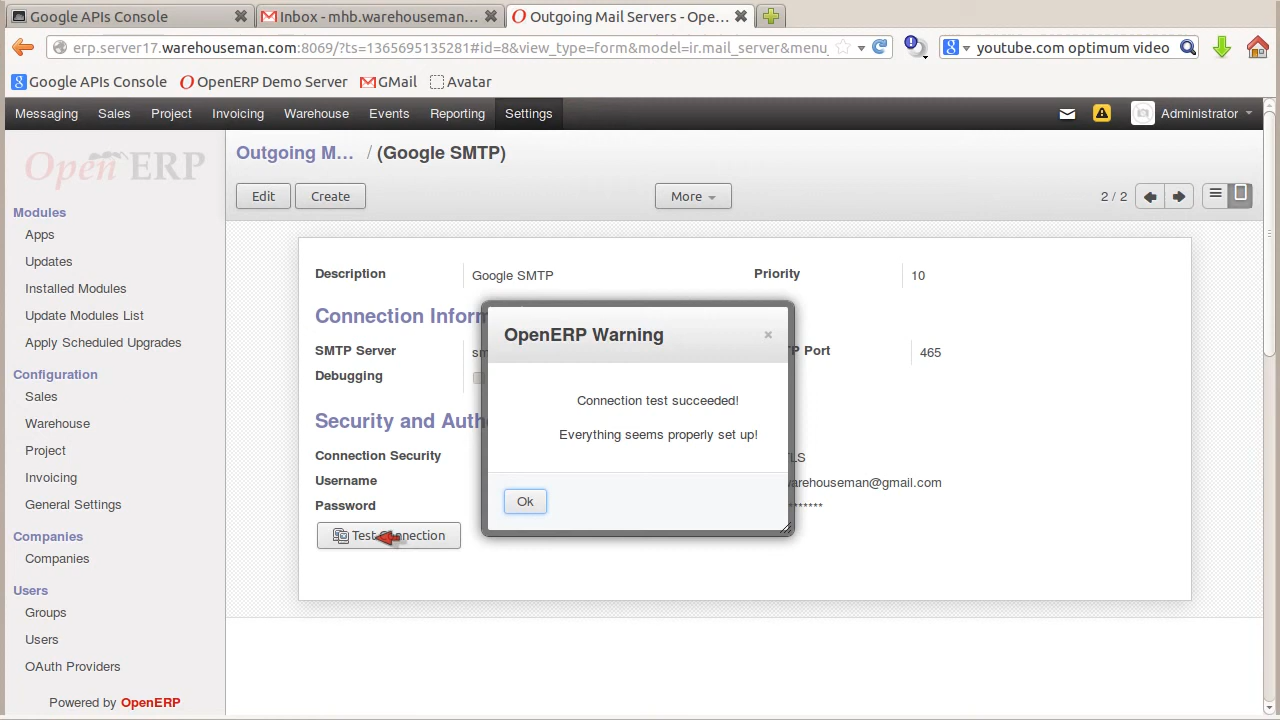 Google APIs Console
Inbox - mhb.warehouseman,...
Outgoing Mail Servers - Ope...
erp.server17.warehouseman.com:8069/?ts=1365695135281#id=8&view_type=form&model=ir.mail_server&menu_
youtube.com optimum video
Google APIs Console
OpenERP Demo Server
GMail
Avatar
Messaging Sales Project Invoicing Warehouse Events Reporting Settings
Administrator
Open ERP
Outgoing M... / (Google SMTP)
Edit Create More 2 / 2
Modules
Apps
Updates
Installed Modules
Update Modules List
Apply Scheduled Upgrades
Configuration
Sales
Warehouse
Project
Invoicing
General Settings
Companies
Companies
Users
Groups
Users
OAuth Providers
Powered by OpenERP
Description Google SMTP Priority 10
Connection Inform
SMTP Server sm TP Port 465
Debugging
Security and Auth
Connection Security TLS
Username warehouseman@gmail.com
Password ********
Test Connection
OpenERP Warning
×
Connection test succeeded!
Everything seems properly set up!
Ok